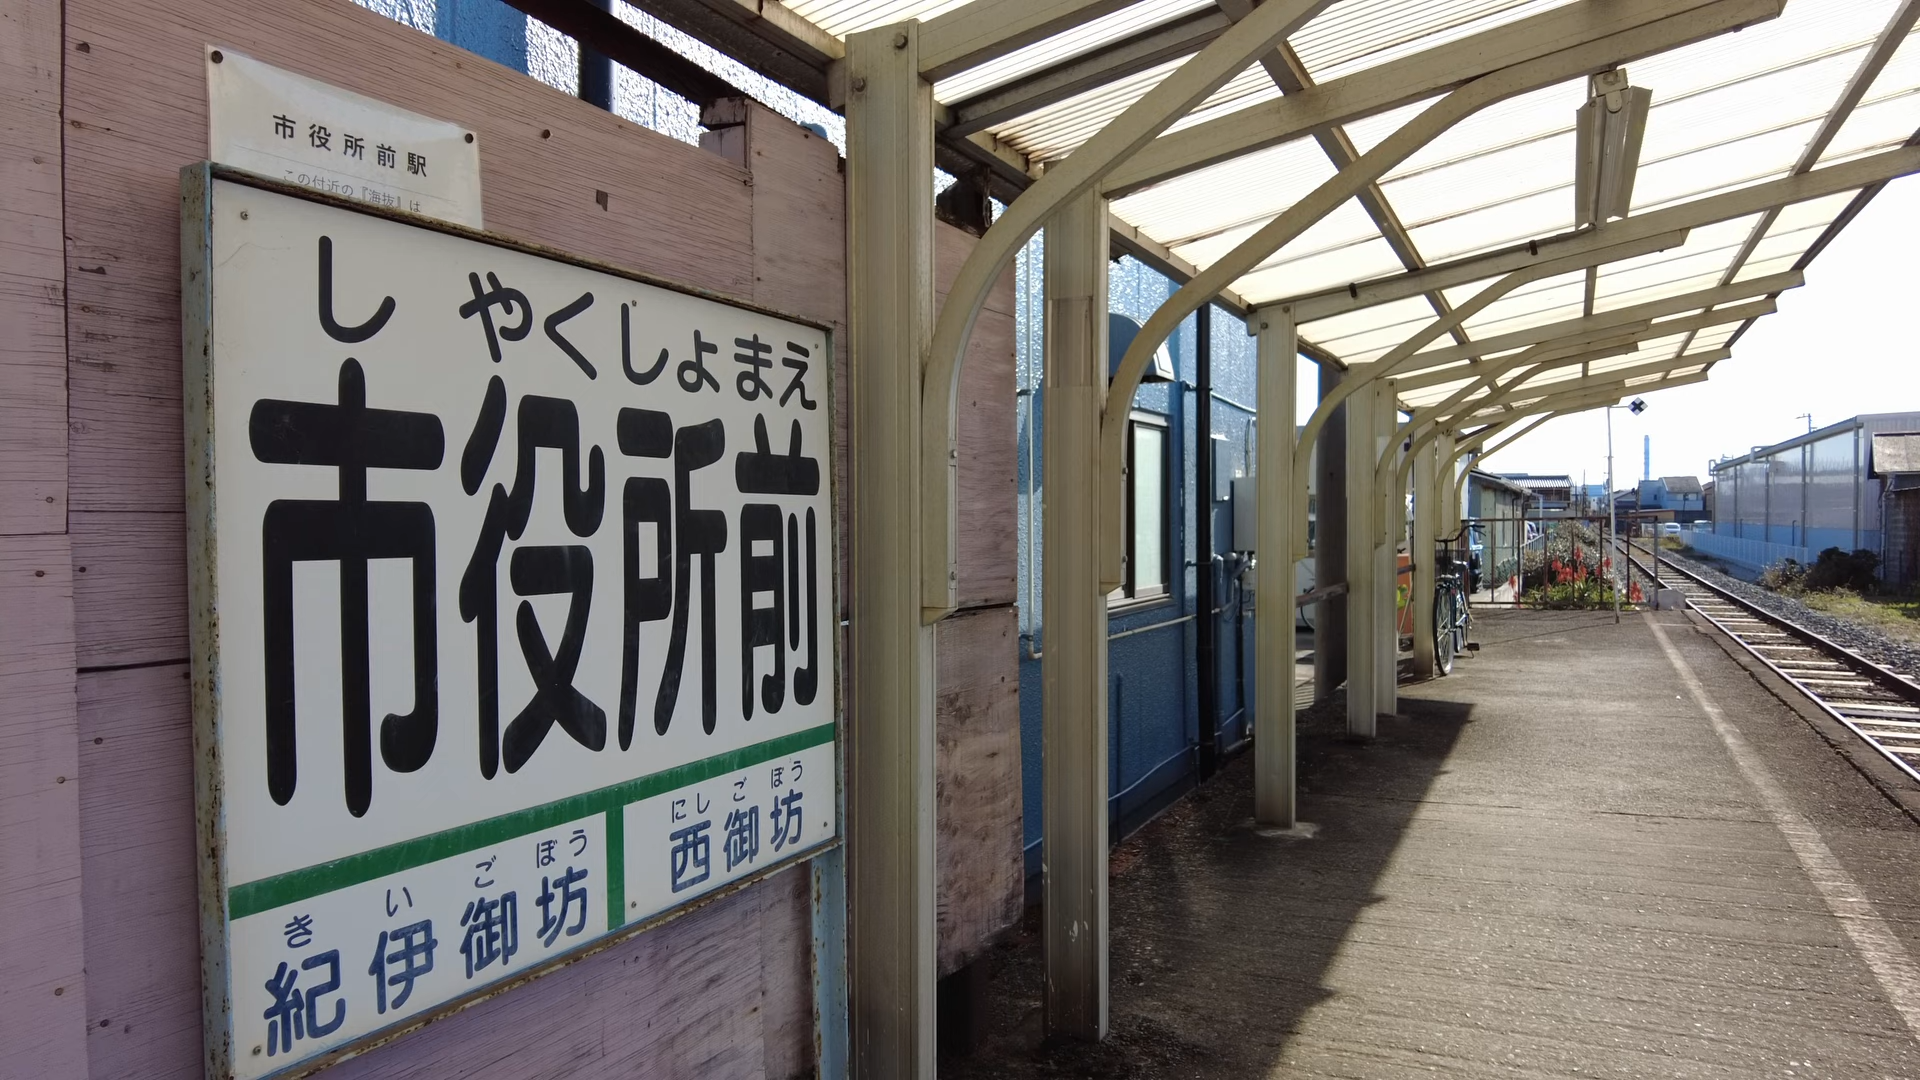 市役所前駅
この付近の『海抜』は
しやくしょまえ
市役所前
きいごぼう
紀伊御坊
にしごぼう
西御坊